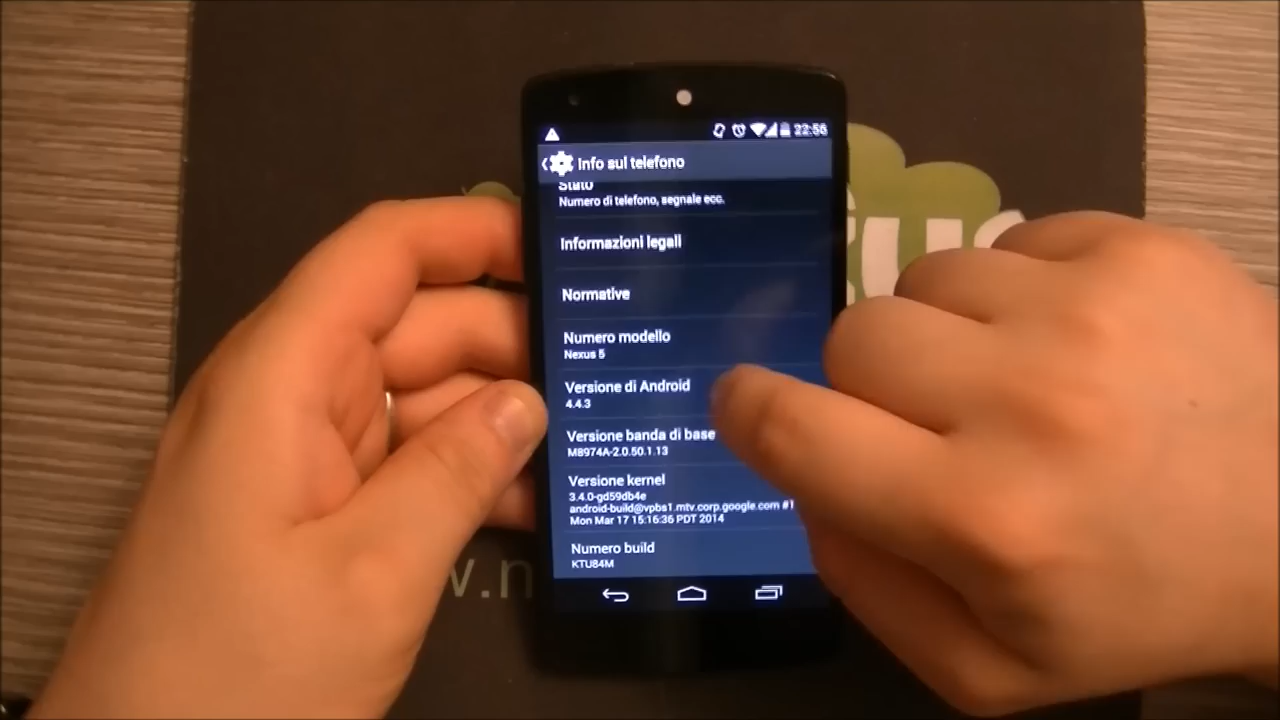 22:56
Info sul telefono
Stato
Numero di telefono, segnale ecc.
Informazioni legali
Normative
Numero modello
Nexus 5
Versione di Android
4.4.3
Versione banda di base
M8974A-2.0.50.1.13
Versione kernel
3.4.0-gd59db4e
android-build@vpbs1.mtv.corp.google.com #1
Mon Mar 17 15:16:36 PDT 2014
Numero build
KTU84M